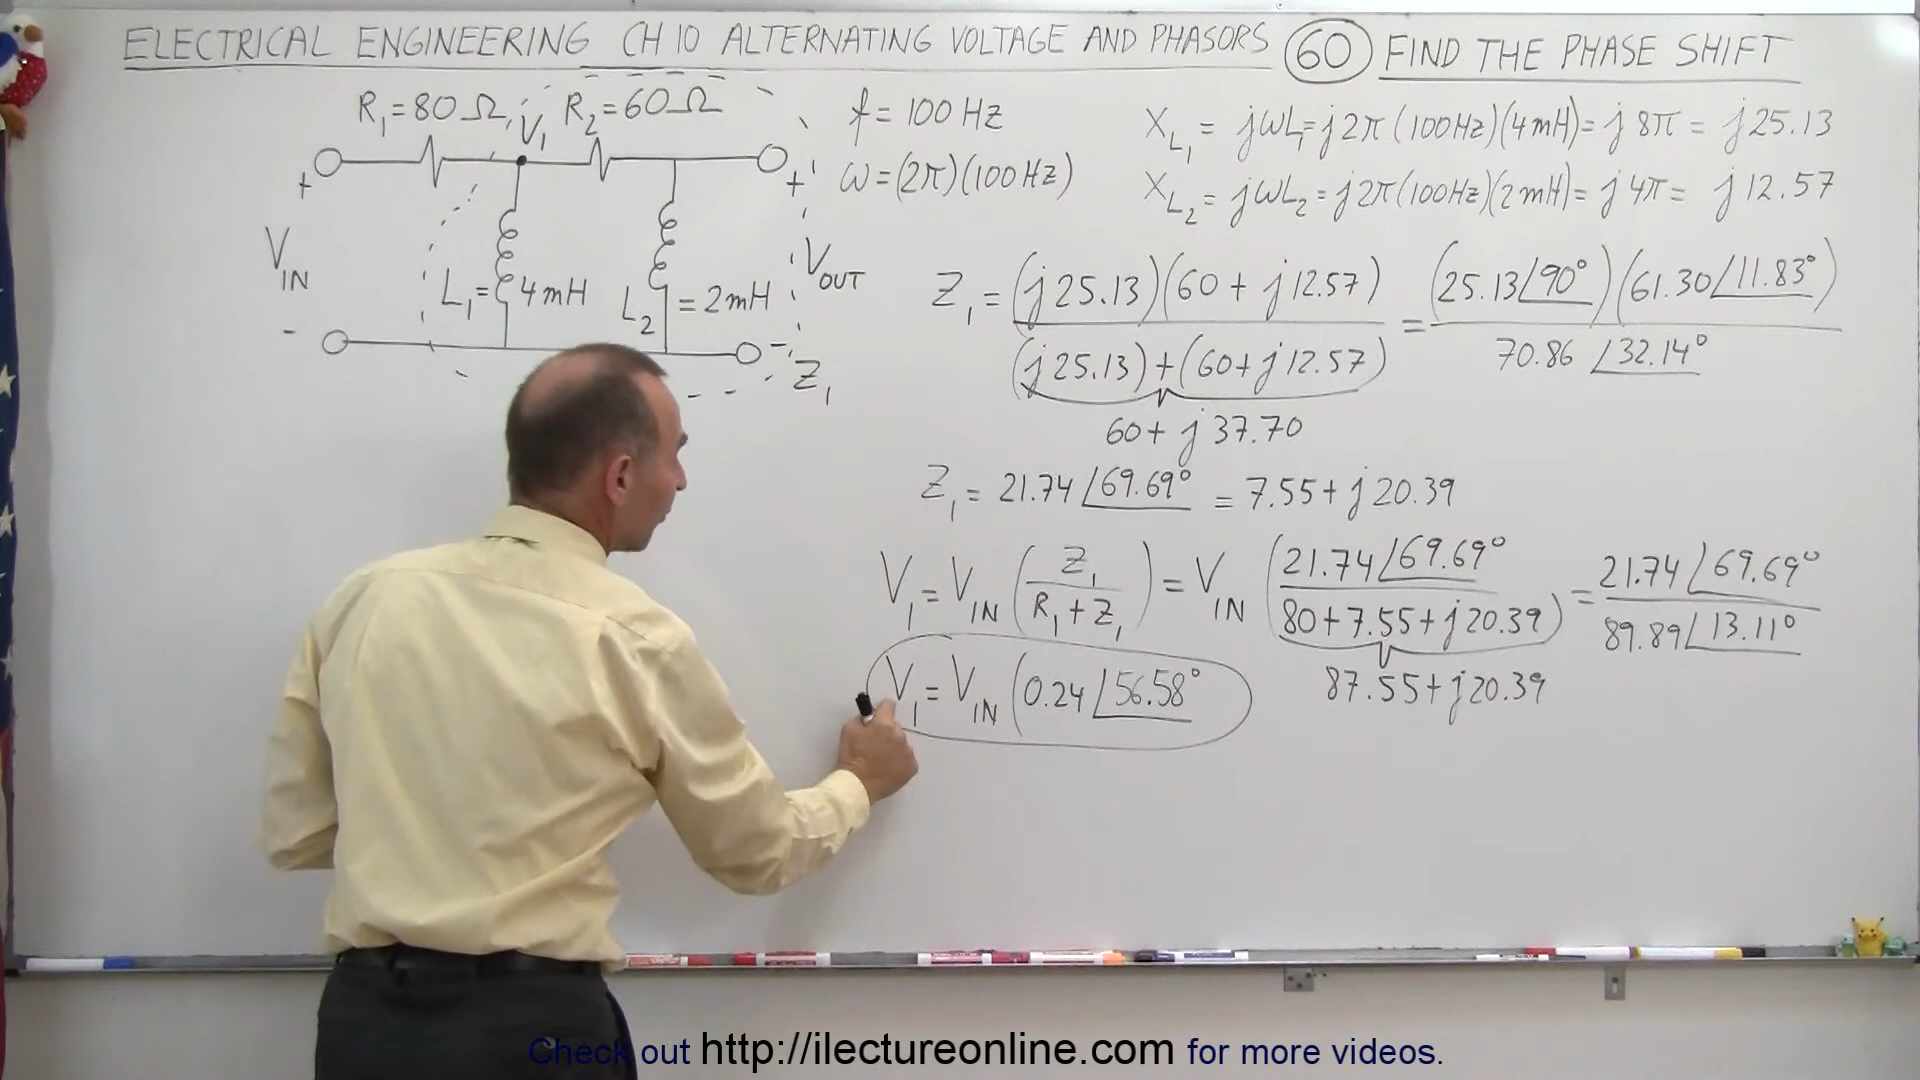 ELECTRICAL ENGINEERING CH 10 ALTERNATING VOLTAGE AND PHASORS 60 FIND THE PHASE SHIFT
R₁=80Ω V₁ R₂=60Ω
+ +
V_IN V_OUT
L₁=4mH L₂=2mH
- -
Z₁
f=100Hz
ω=(2π)(100Hz)
X_L₁ = jωL₁=j2π(100Hz)(4mH)=j8π=j25.13
X_L₂ = jωL₂=j2π(100Hz)(2mH)=j4π=j12.57
Z₁ = (j25.13)(60+j12.57) / (j25.13)+(60+j12.57) = (25.13∠90°)(61.30∠11.83°) / 70.86∠32.14°
60+j37.70
Z₁=21.74∠69.69°=7.55+j20.39
V₁=V_IN(Z₁ / R₁+Z₁)=V_IN(21.74∠69.69° / 80+7.55+j20.39)=21.74∠69.69° / 89.89∠13.11°
87.55+j20.39
V₁=V_IN(0.24∠56.58°
Check out http://ilectureonline.com for more videos.